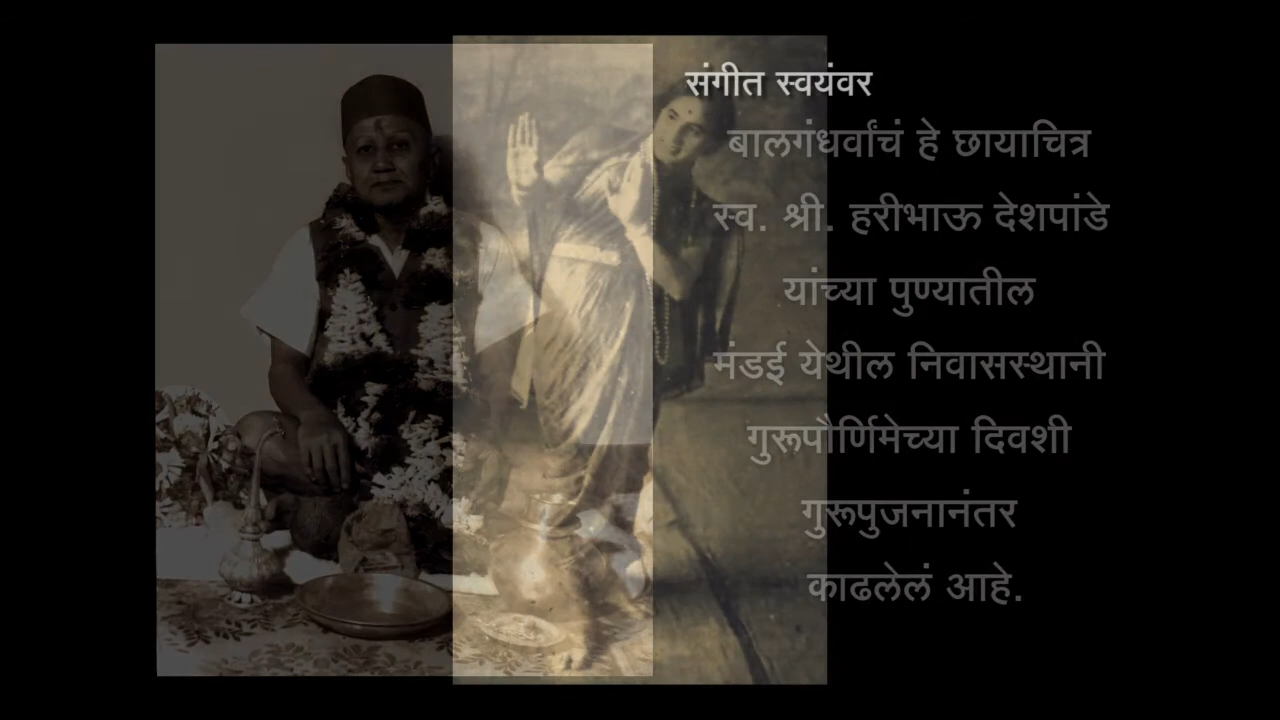 संगीत स्वयंवर
बालगंधर्वांचं हे छायाचित्र
स्व. श्री. हरीभाऊ देशपांडे
यांच्या पुण्यातील
मंडई येथील निवासस्थानी
गुरूपौर्णिमेच्या दिवशी
गुरूपुजनानंतर
काढलेलं आहे.